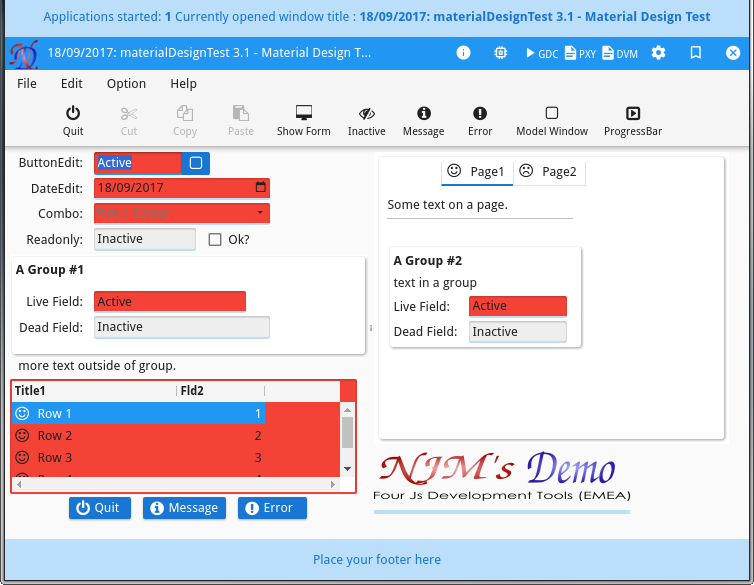 Applications started: 1 Currently opened window title : 18/09/2017: materialDesignTest 3.1 - Material Design Test
18/09/2017: materialDesignTest 3.1 - Material Design T... GDC PXY DVM
File Edit Option Help
Quit Cut Copy Paste Show Form Inactive Message Error Model Window ProgressBar
ButtonEdit: Active
DateEdit: 18/09/2017
Combo: Pick a Colour
Readonly: Inactive Ok?
A Group #1
Live Field: Active
Dead Field: Inactive
more text outside of group.
Title1 Fld2
Row 1 1
Row 2 2
Row 3 3
Quit Message Error
Page1 Page2
Some text on a page.
A Group #2
text in a group
Live Field: Active
Dead Field: Inactive
NJM's Demo
Four Js Development Tools (EMEA)
Place your footer here